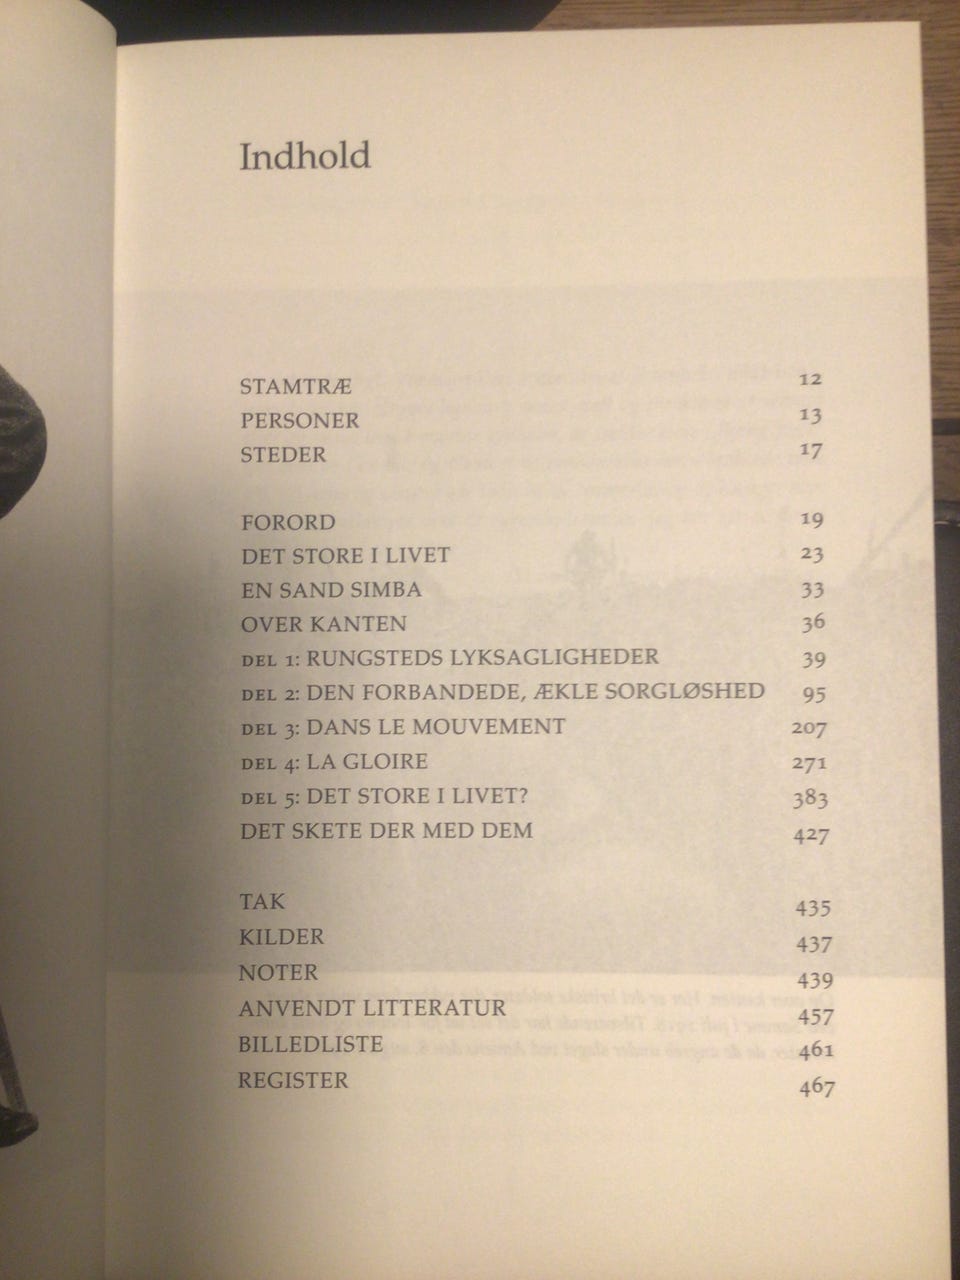 Indhold
STAMTRÆ 12
PERSONER 13
STEDER 17
FORORD 19
DET STORE I LIVET 23
EN SAND SIMBA 33
OVER KANTEN 36
DEL 1: RUNGSTEDS LYKSAGLIGHEDER 39
DEL 2: DEN FORBANDEDE, ÆKLE SORGLØSHED 95
DEL 3: DANS LE MOUVEMENT 207
DEL 4: LA GLOIRE 271
DEL 5: DET STORE I LIVET? 383
DET SKETE DER MED DEM 427
TAK 435
KILDER 437
NOTER 439
ANVENDT LITTERATUR 457
BILLEDLISTE 461
REGISTER 467